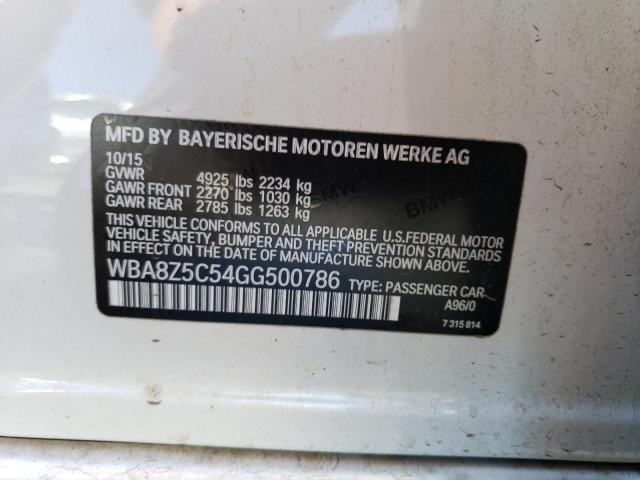 MFD BY BAYERISCHE MOTOREN WERKE AG
10/15
GVWR 4925 lbs 2234 kg
GAWR FRONT 2270 lbs 1030 kg
GAWR REAR 2785 lbs 1263 kg
THIS VEHICLE CONFORMS TO ALL APPLICABLE U.S.FEDERAL MOTOR
VEHICLE SAFETY, BUMPER AND THEFT PREVENTION STANDARDS
IN EFFECT ON THE DATE OF MANUFACTURE SHOWN ABOVE.
WBA8Z5C54GG500786 TYPE: PASSENGER CAR
A96/0
7 315 814